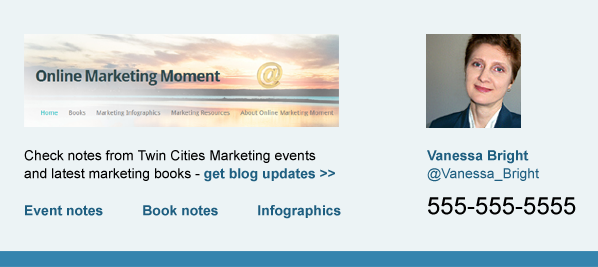 Online Marketing Moment
@
Home Books Marketing Infographics Marketing Resources About Online Marketing Moment
Check notes from Twin Cities Marketing events
and latest marketing books - get blog updates >>
Event notes Book notes Infographics
Vanessa Bright
@Vanessa_Bright
555-555-5555